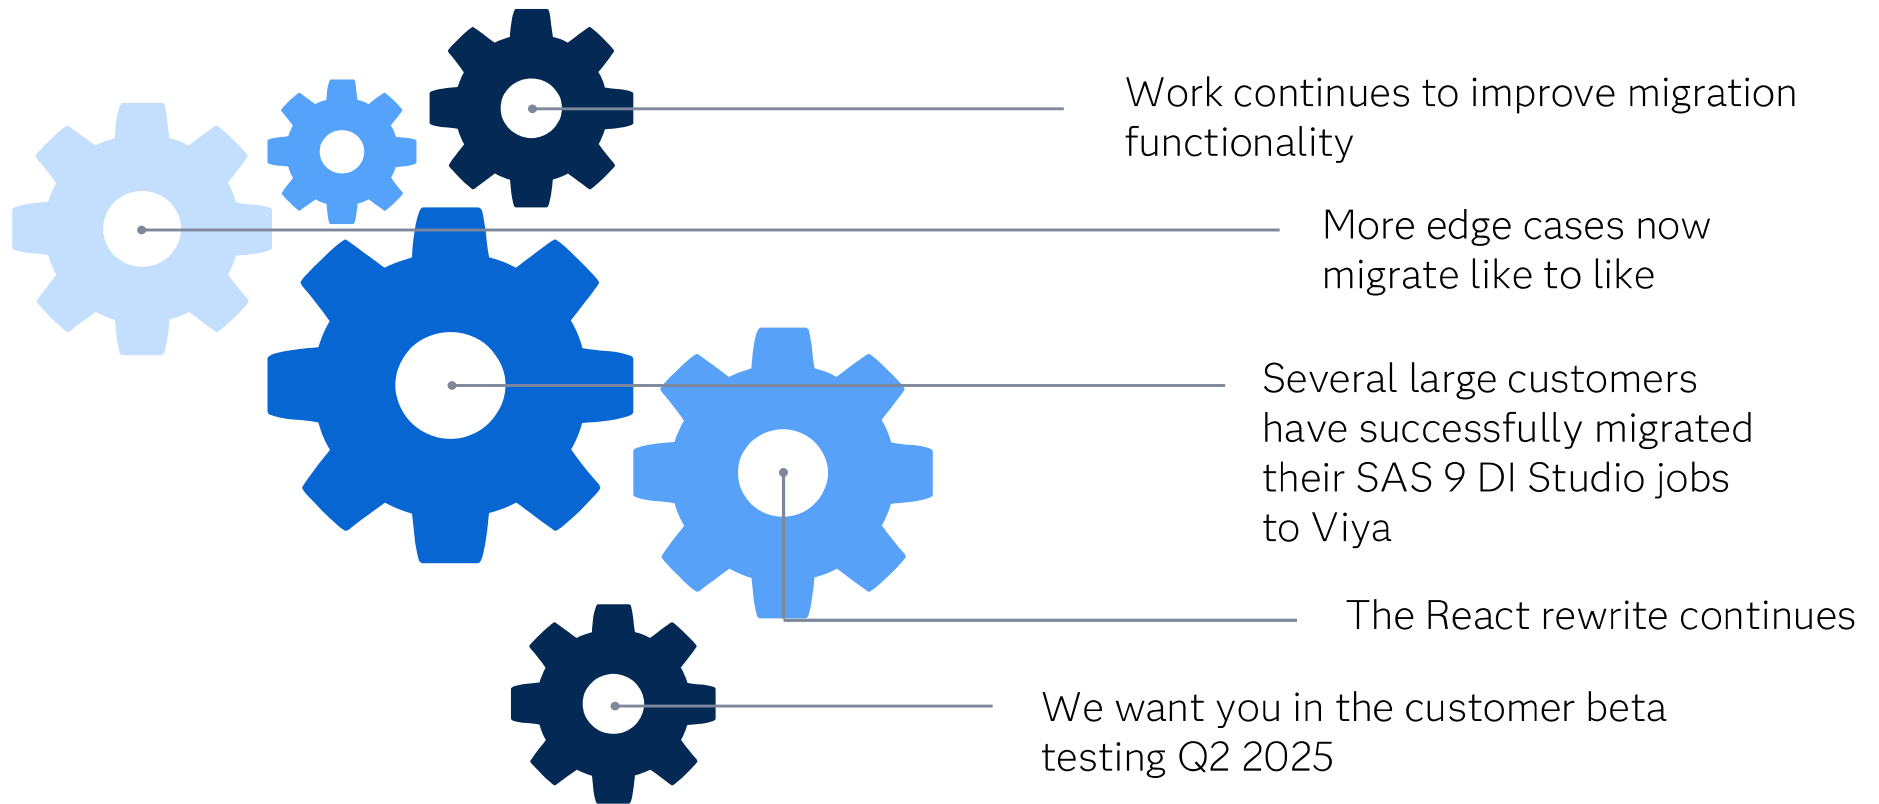 Work continues to improve migration
functionality
More edge cases now
migrate like to like
Several large customers
have successfully migrated
their SAS 9 DI Studio jobs
to Viya
The React rewrite continues
We want you in the customer beta
testing Q2 2025